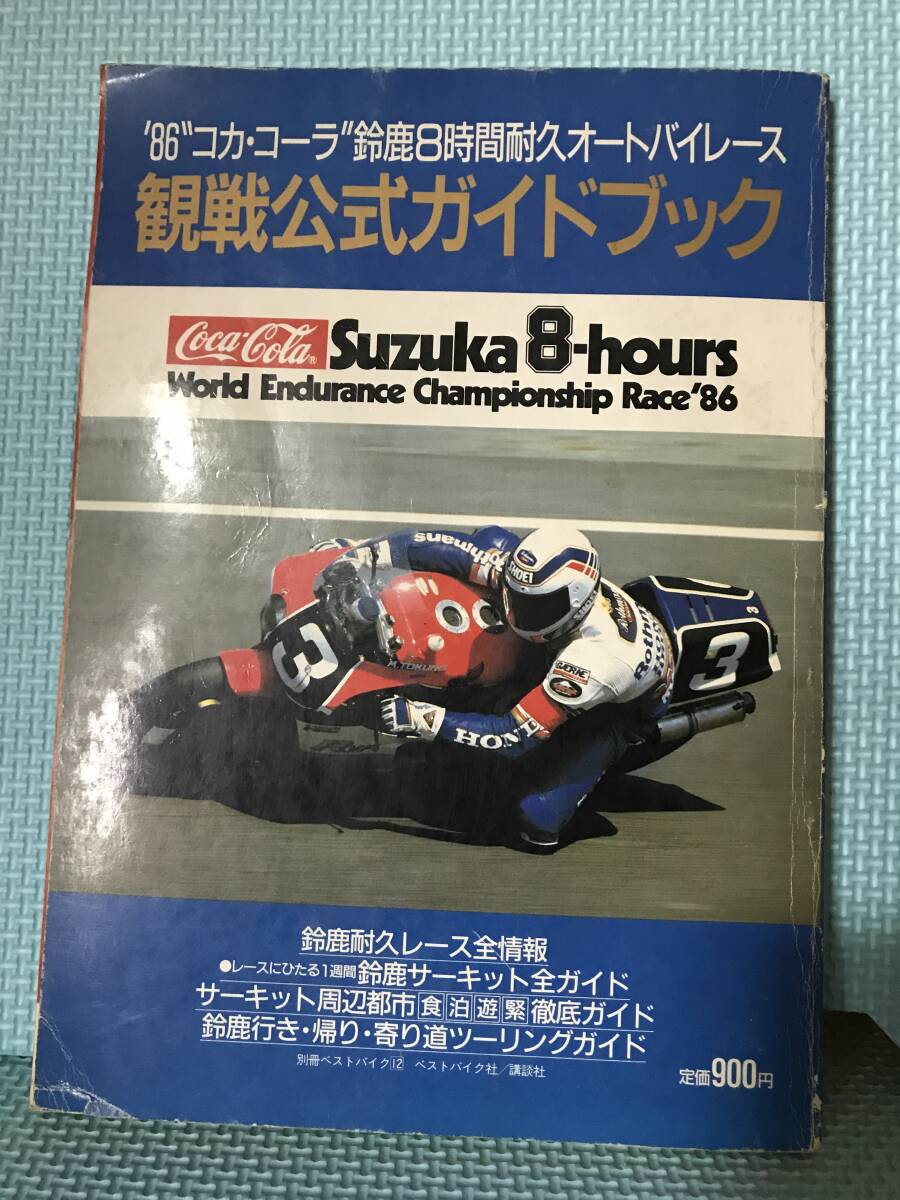 '86"コカ・コーラ"鈴鹿8時間耐久オートバイレース
観戦公式ガイドブック
Coca-Cola® Suzuka 8-hours
World Endurance Championship Race'86
Rothmans
SHOEI
3
M.TOKUNO
3
3
HOND
鈴鹿耐久レース全情報
●レースにひたる1週間 鈴鹿サーキット全ガイド
サーキット周辺都市食泊遊緊徹底ガイド
鈴鹿行き・帰り・寄り道ツーリングガイド
別冊ベストバイク12 ベストバイク社/講談社
定価900円